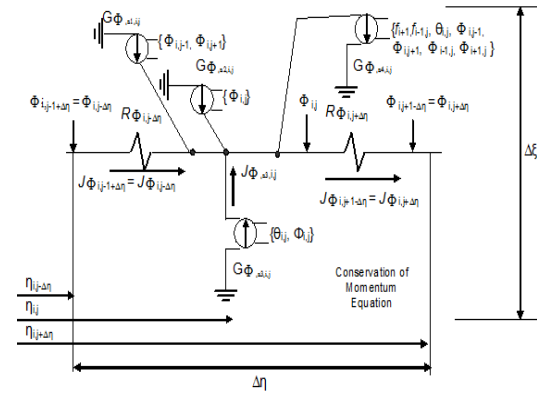 GΦ,s1,i,j
{Φi,j-1, Φi,j+1}
{fi+1,fi-1,j, θi,j, Φi,j-1,
Φi,j+1, Φi-1,j, Φi+1,j }
GΦ,s2,i,j
{Φi,j}
GΦ,s4,i,j
Φi,j-1+Δη=Φi,j-Δη
RΦi,j-Δη
Φi,j
RΦi,j+Δη
Φi,j+1-Δη=Φi,j+Δη
Δξ
JΦi,j-1+Δη=JΦi,j-Δη
JΦ,s3,i,j
JΦi,j+1-Δη=JΦi,j+Δη
{θi,j, Φi,j}
GΦ,s3,i,j
Conservation of
Momentum
Equation
ηi,j-Δη
ηi,j
ηi,j+Δη
Δη